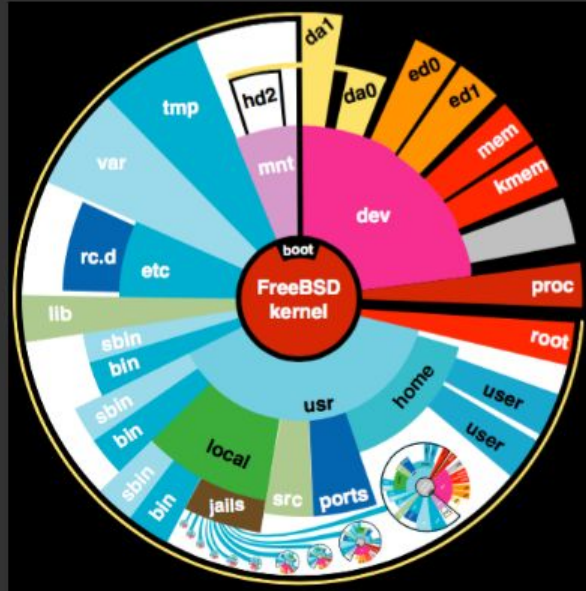 da1
da0
ed0
ed1
mem
kmem
dev
proc
root
boot
FreeBSD
kernel
hd2
mnt
tmp
var
rc.d
etc
lib
sbin
bin
sbin
bin
sbin
bin
usr
local
jails
src
ports
home
user
user